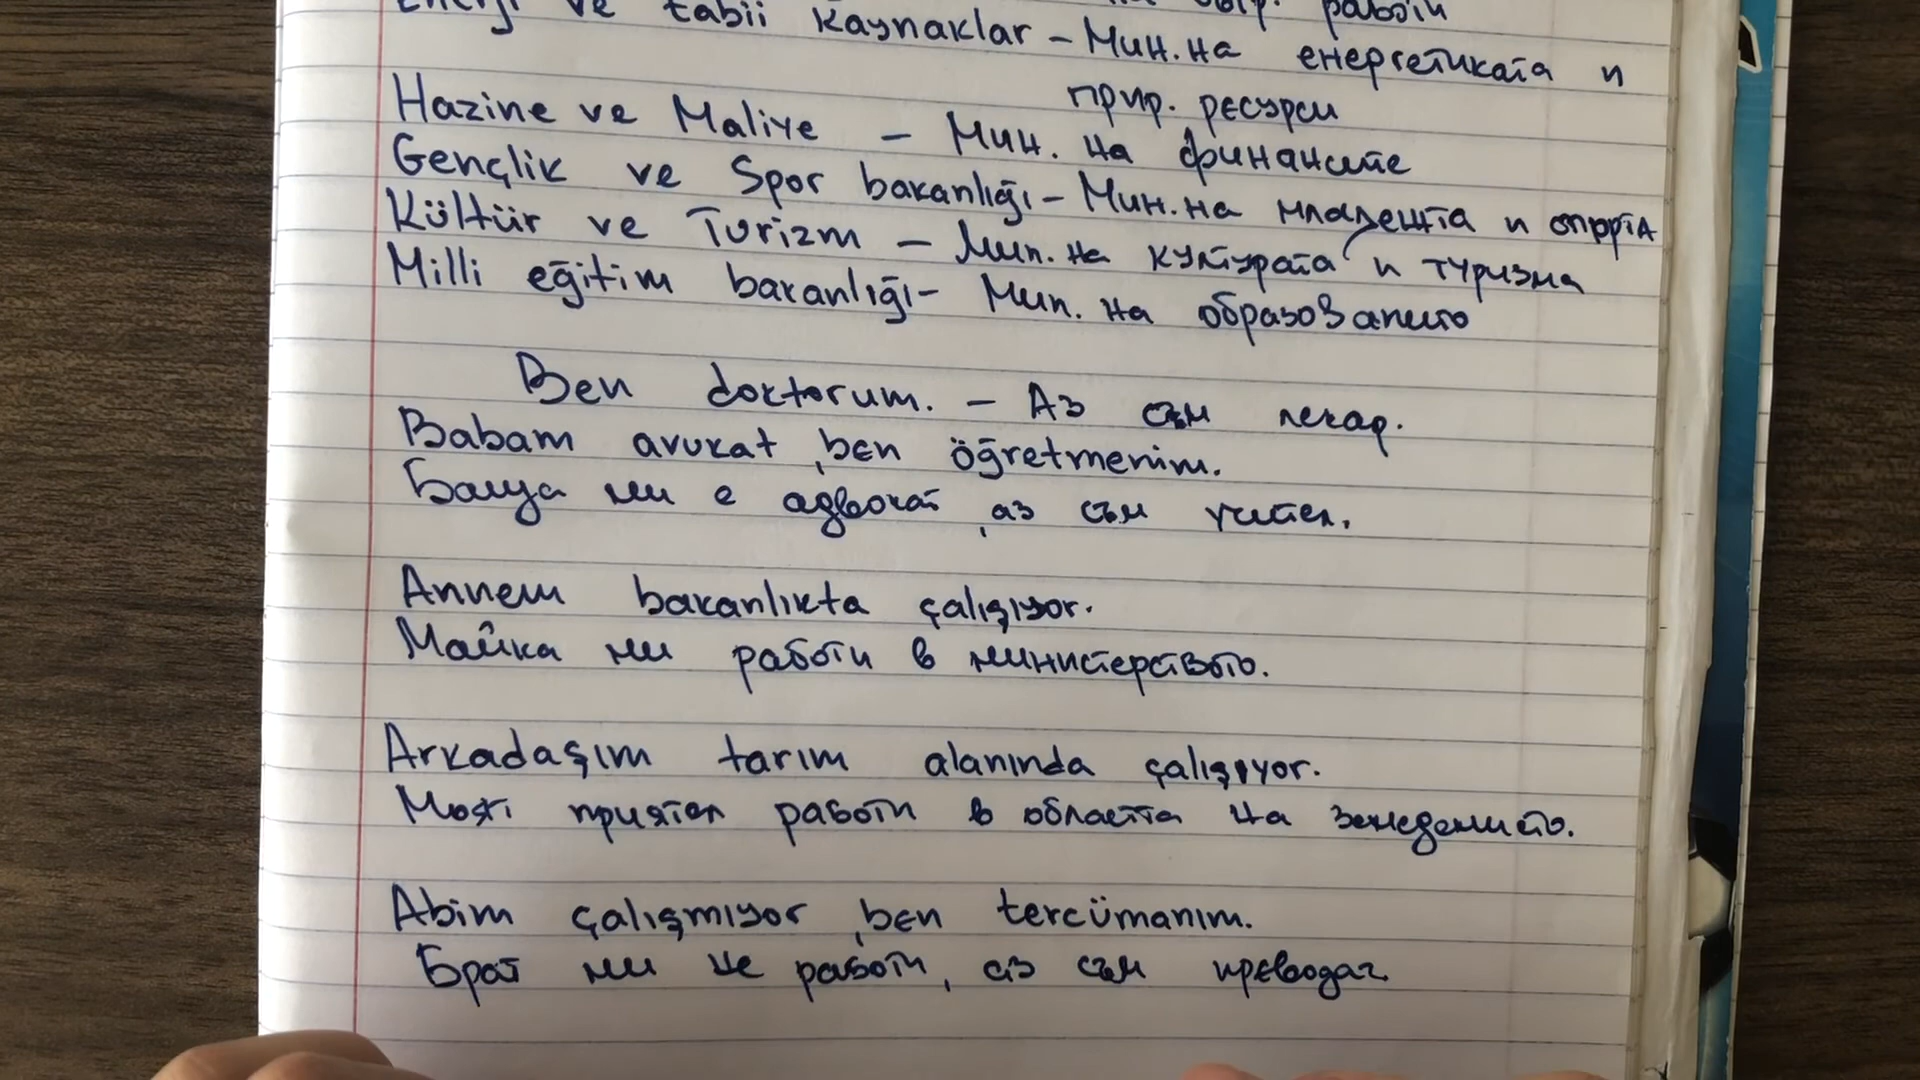 ve tabii kaynaklar – Мин. на енергетиката и
прир. ресурси
Hazine ve Maliye – Мин. на финансите
Gençlik ve Spor bakanlığı – Мин. на младежта и спорта
Kültür ve Turizm – Мин. на културата и туризма
Milli eğitim bakanlığı – Мин. на образованието
Ben doktorum. – Аз съм лекар.
Babam avukat, ben öğretmenim.
Баща ми е адвокат, аз съм учител.
Annem bakanlıkta çalışıyor.
Майка ми работи в министерството.
Arkadaşım tarım alanında çalışıyor.
Моят приятел работи в областта на
Abim çalışmıyor, ben tercümanım.
Брат ми не работи, аз съм преводач